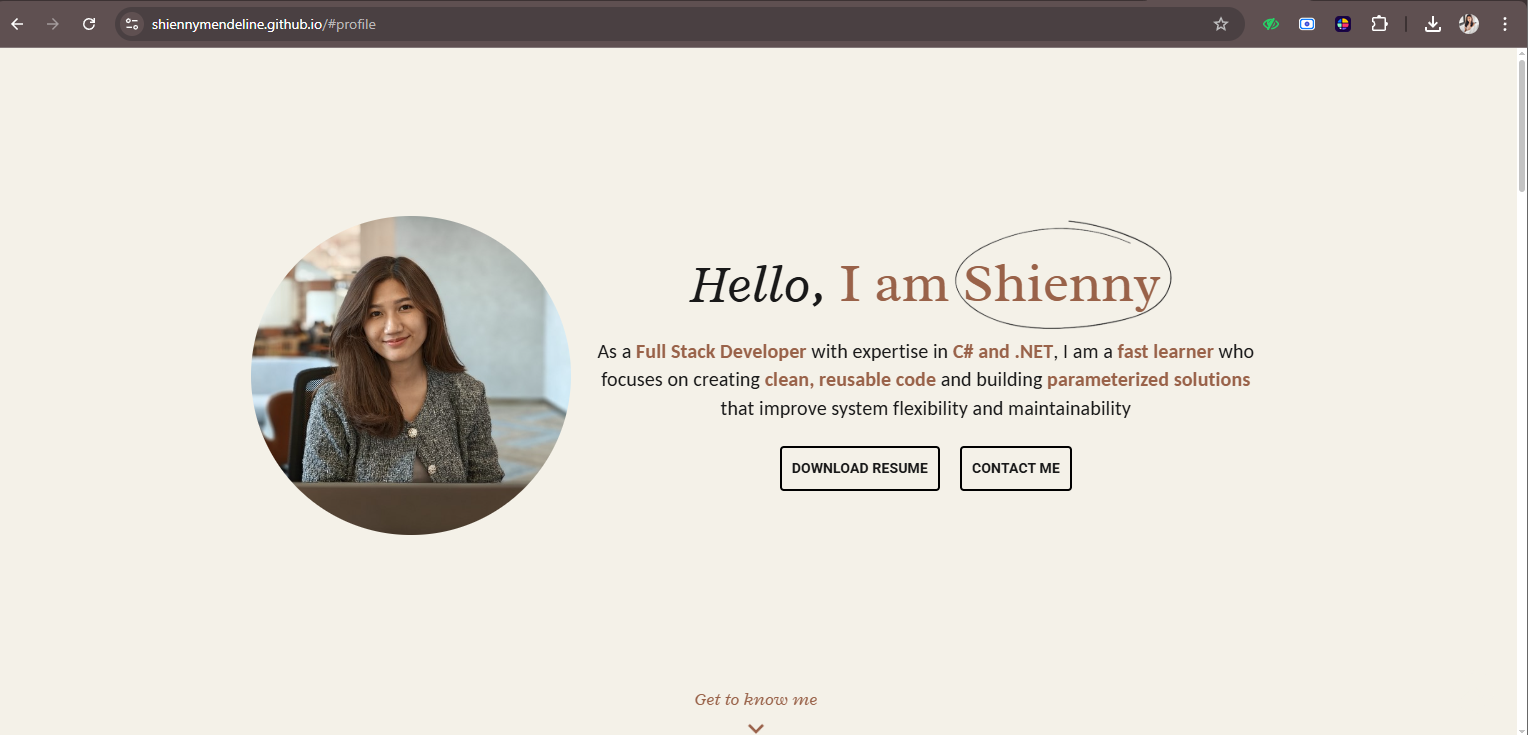 shiennymendeline.github.io/#profile
Hello, I am Shienny
As a Full Stack Developer with expertise in C# and .NET, I am a fast learner who
focuses on creating clean, reusable code and building parameterized solutions
that improve system flexibility and maintainability
DOWNLOAD RESUME
CONTACT ME
Get to know me